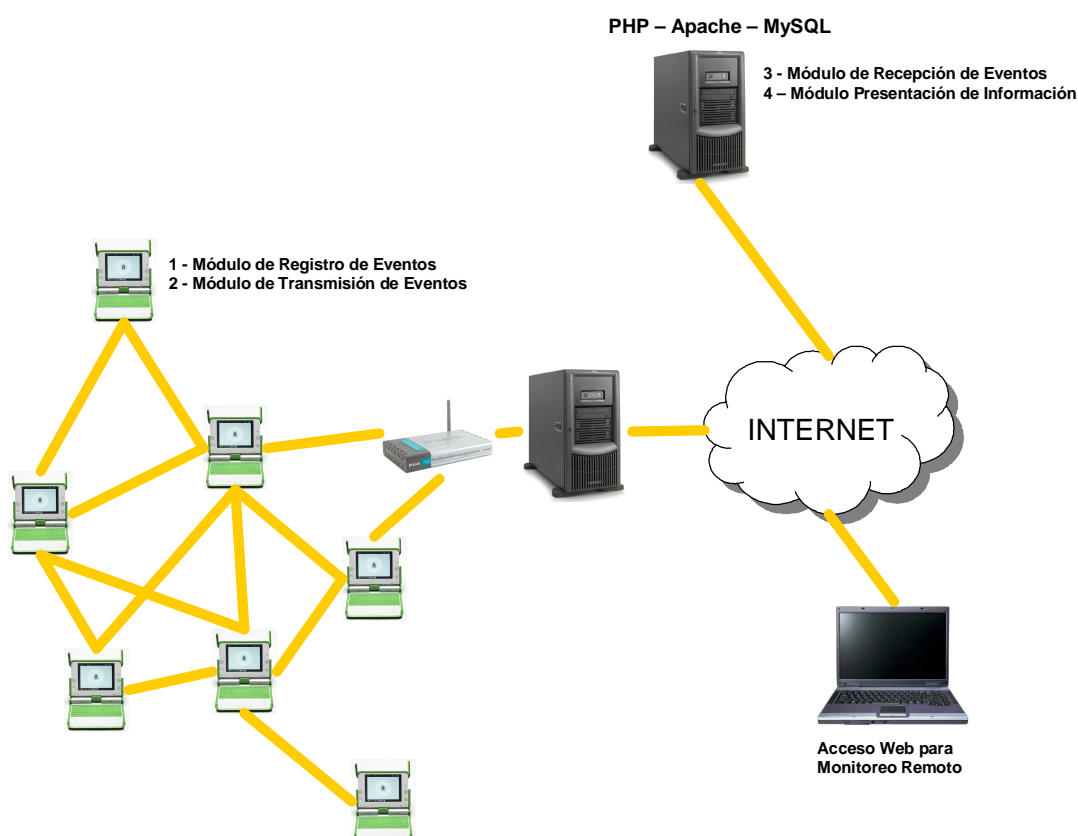 PHP – Apache – MySQL
3 - Módulo de Recepción de Eventos
4 – Módulo Presentación de Información
1 - Módulo de Registro de Eventos
2 - Módulo de Transmisión de Eventos
INTERNET
Acceso Web para
Monitoreo Remoto